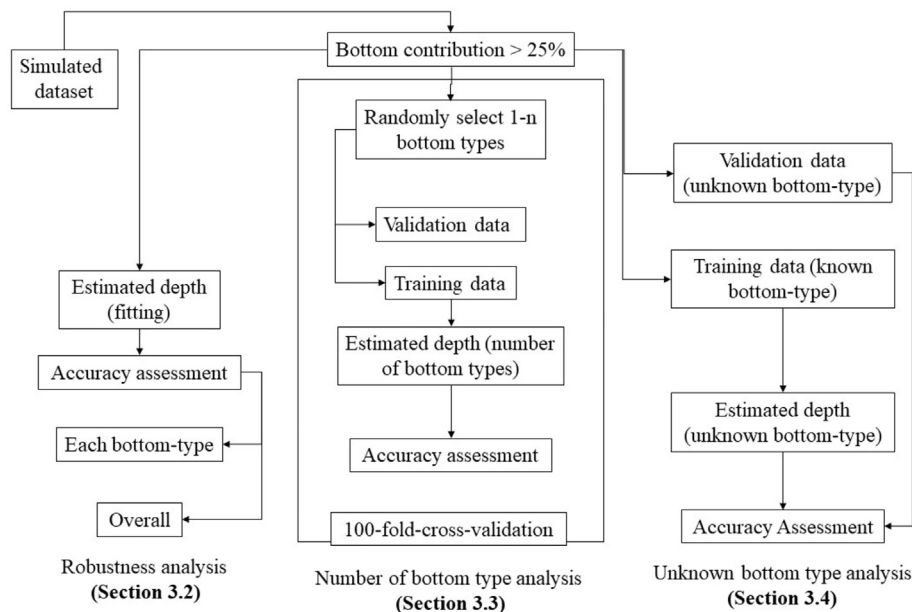 Simulated
dataset
Bottom contribution > 25%
Randomly select 1-n
bottom types
Validation data
Training data
Estimated depth (number
of bottom types)
Accuracy assessment
100-fold-cross-validation
Estimated depth
(fitting)
Accuracy assessment
Each bottom-type
Overall
Validation data
(unknown bottom-type)
Training data (known
bottom-type)
Estimated depth
(unknown bottom-type)
Accuracy Assessment
Robustness analysis
(Section 3.2)
Number of bottom type analysis
(Section 3.3)
Unknown bottom type analysis
(Section 3.4)